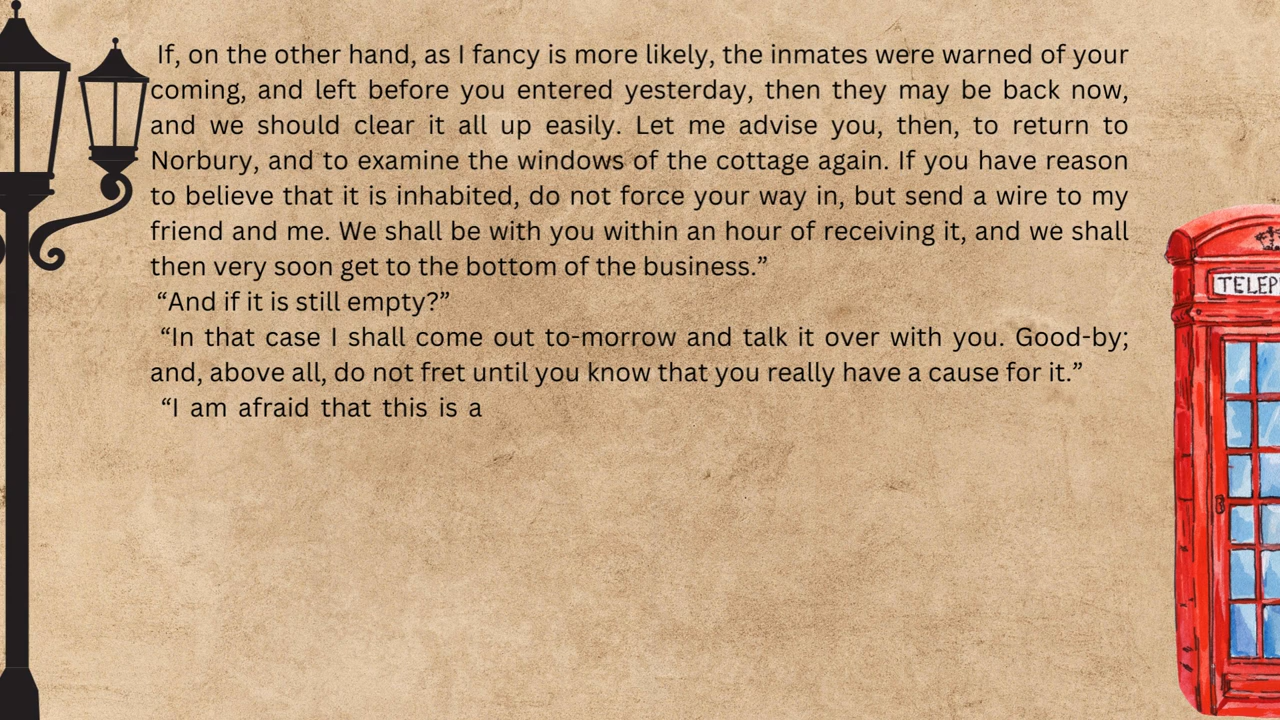 If, on the other hand, as I fancy is more likely, the inmates were warned of your
coming, and left before you entered yesterday, then they may be back now,
and we should clear it all up easily. Let me advise you, then, to return to
Norbury, and to examine the windows of the cottage again. If you have reason
to believe that it is inhabited, do not force your way in, but send a wire to my
friend and me. We shall be with you within an hour of receiving it, and we shall
then very soon get to the bottom of the business.”
“And if it is still empty?”
“In that case I shall come out to-morrow and talk it over with you. Good-by;
and, above all, do not fret until you know that you really have a cause for it.”
“I am afraid that this is a
TELEP